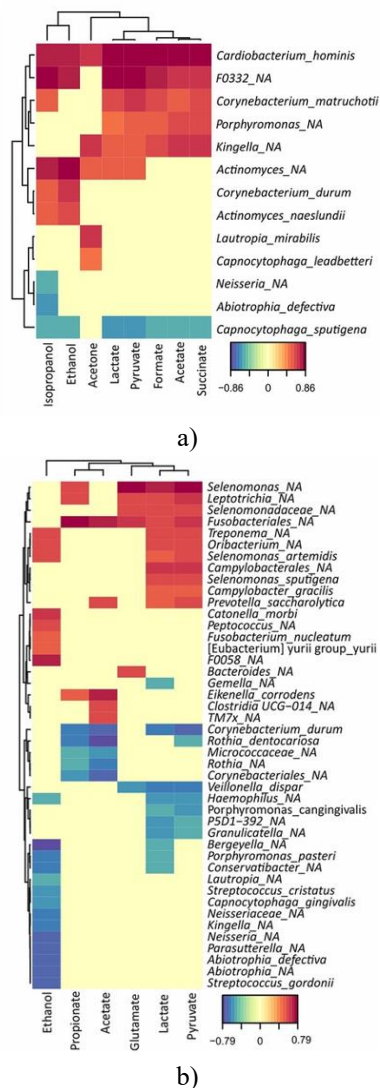 Cardiobacterium_hominis
F0332_NA
Corynebacterium_matruchotii
Porphyromonas_NA
Kingella_NA
Actinomyces_NA
Corynebacterium_durum
Actinomyces_naeslundii
Lautropia_mirabilis
Capnocytophaga_leadbetteri
Neisseria_NA
Abiotrophia_defectiva
Capnocytophaga_sputigena
Isopropanol
Ethanol
Acetone
Lactate
Pyruvate
Formate
Acetate
Succinate
-0.86 0 0.86
a)
Selenomonas_NA
Leptotrichia_NA
Selenomonadaceae_NA
Fusobacteriales_NA
Treponema_NA
Oribacterium_NA
Selenomonas_artemidis
Campylobacterales_NA
Selenomonas_sputigena
Campylobacter_gracilis
Prevotella_saccharolytica
Catonella_morbi
Peptococcus_NA
Fusobacterium_nucleatum
[Eubacterium] yurii group_yurii
F0058_NA
Bacteroides_NA
Gemella_NA
Eikenella_corrodens
Clostridia UCG−014_NA
TM7x_NA
Corynebacterium_durum
Rothia_dentocariosa
Micrococcaceae_NA
Rothia_NA
Corynebacteriales_NA
Veillonella_dispar
Haemophilus_NA
Porphyromonas_cangingivalis
P5D1−392_NA
Granulicatella_NA
Bergeyella_NA
Porphyromonas_pasteri
Conservatibacter_NA
Lautropia_NA
Streptococcus_cristatus
Capnocytophaga_gingivalis
Neisseriaceae_NA
Kingella_NA
Neisseria_NA
Parasutterella_NA
Abiotrophia_defectiva
Abiotrophia_NA
Streptococcus_gordonii
Ethanol
Propionate
Acetate
Glutamate
Lactate
Pyruvate
-0.79 0 0.79
b)